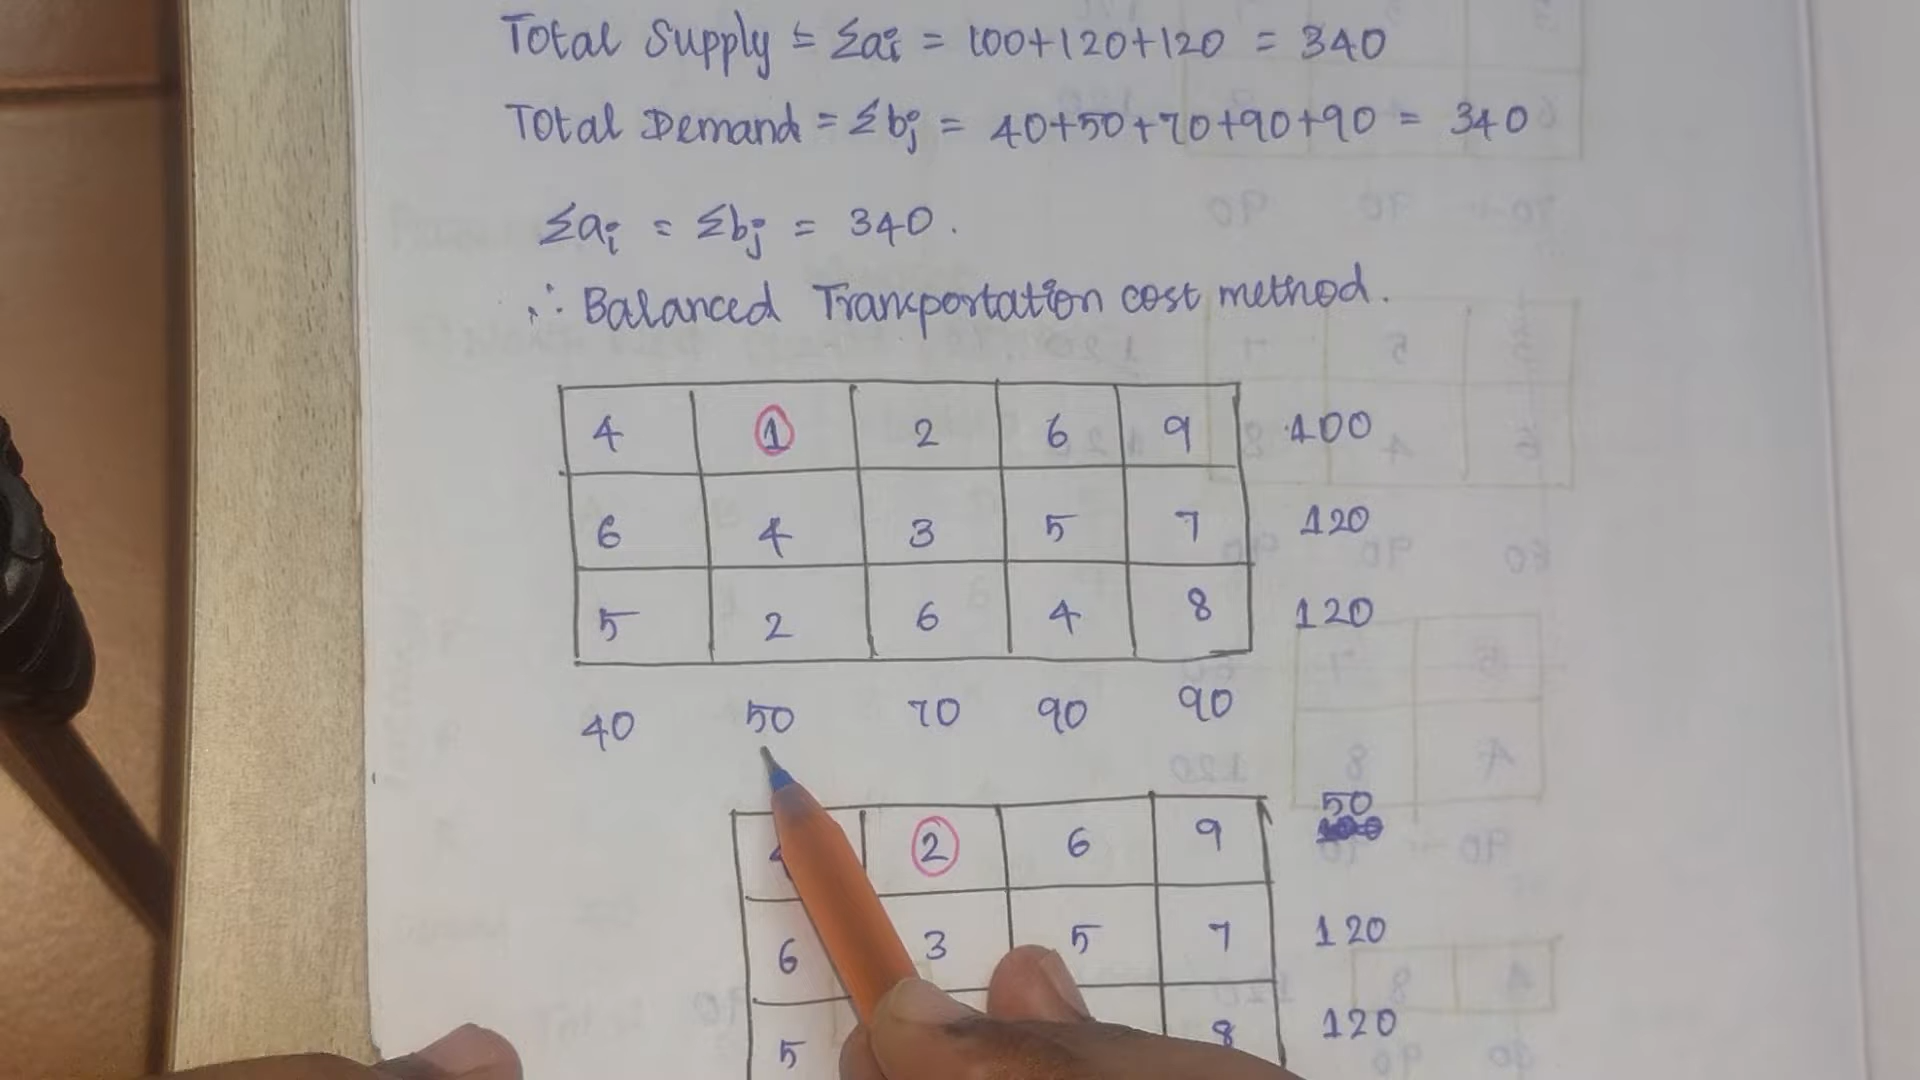 Total Supply = Σai = 100+120+120 = 340
Total Demand = Σbj = 40+50+70+90+90 = 340
Σai = Σbj = 340.
∴ Balanced Transportation cost method.
4 1 2 6 9 100
6 4 3 5 7 120
5 2 6 4 8 120
40 50 70 90 90
50
2 6 9
6 3 5 7 120
5 8 120